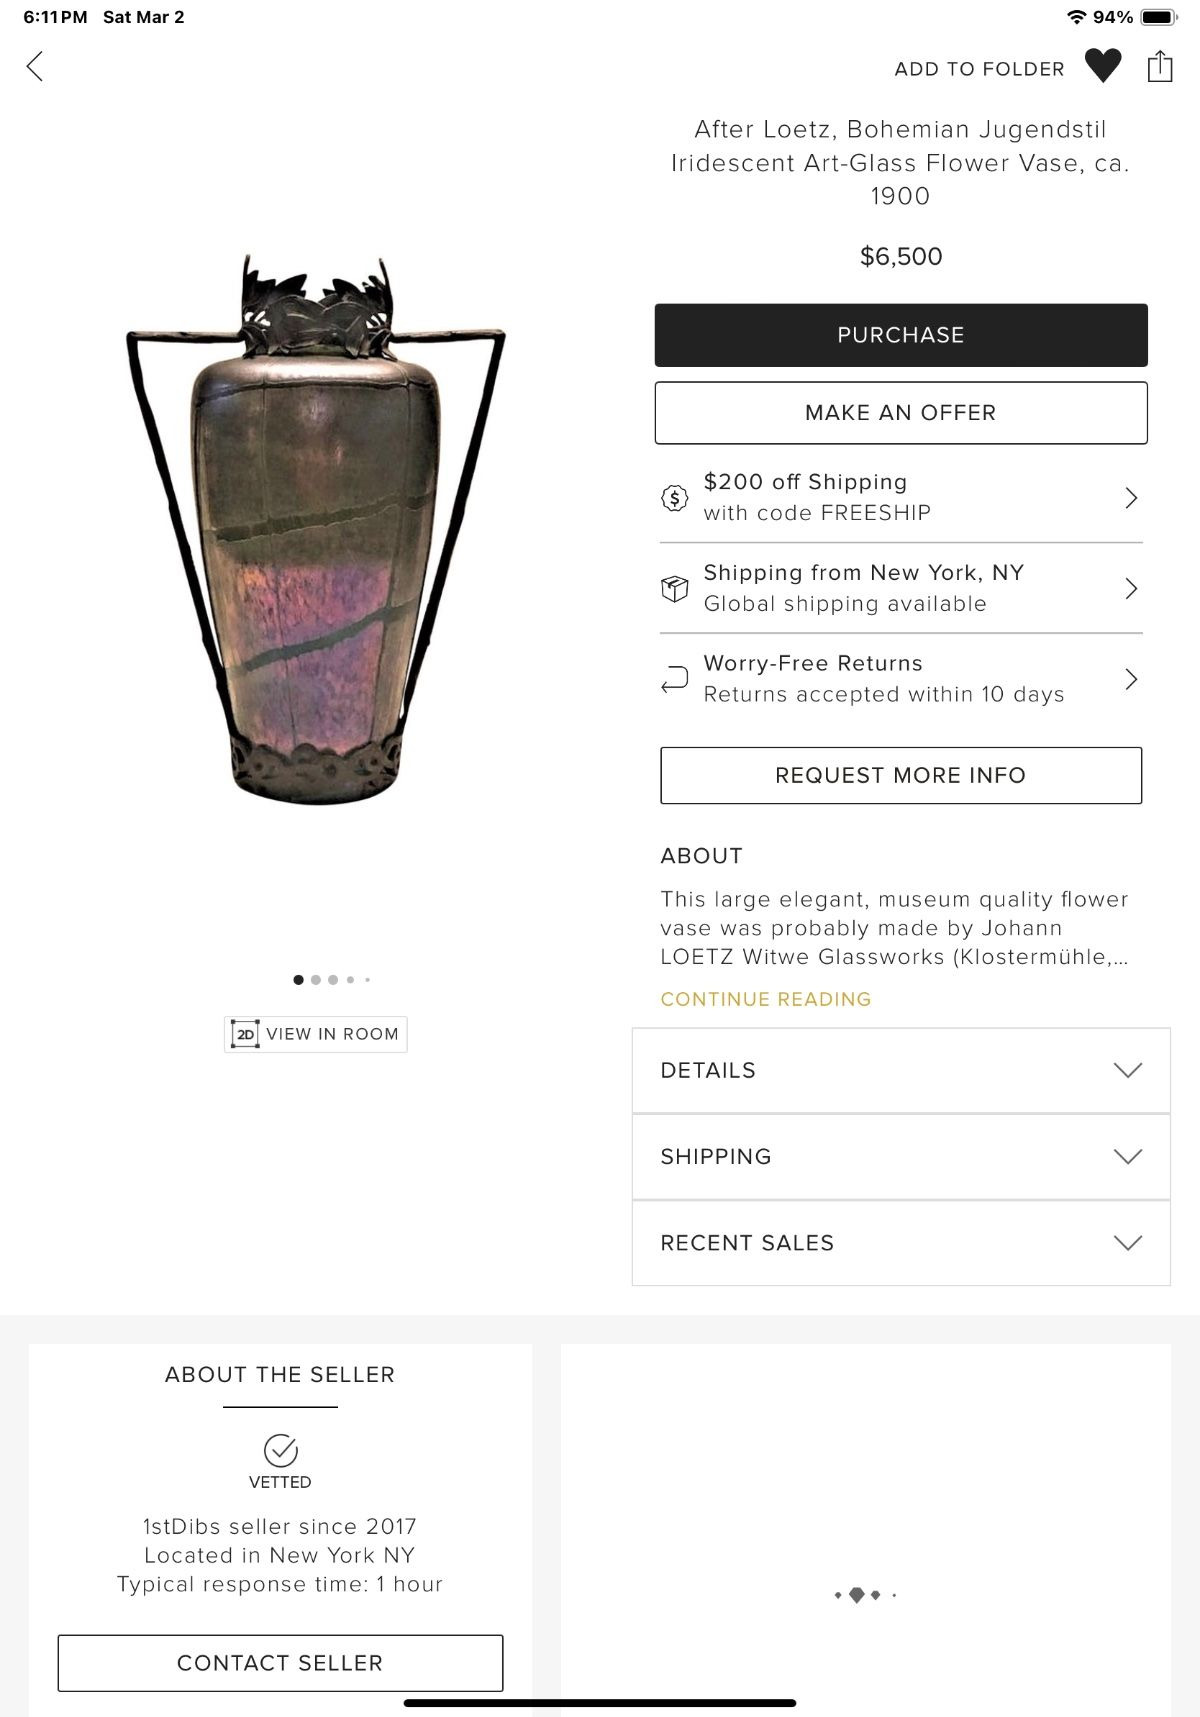 6:11 PM Sat Mar 2
94%
ADD TO FOLDER
After Loetz, Bohemian Jugendstil
Iridescent Art-Glass Flower Vase, ca.
1900
$6,500
PURCHASE
MAKE AN OFFER
$200 off Shipping
with code FREESHIP
Shipping from New York, NY
Global shipping available
Worry-Free Returns
Returns accepted within 10 days
REQUEST MORE INFO
ABOUT
This large elegant, museum quality flower
vase was probably made by Johann
LOETZ Witwe Glassworks (Klostermühle,...
CONTINUE READING
2D VIEW IN ROOM
DETAILS
SHIPPING
RECENT SALES
ABOUT THE SELLER
VETTED
1stDibs seller since 2017
Located in New York NY
Typical response time: 1 hour
CONTACT SELLER